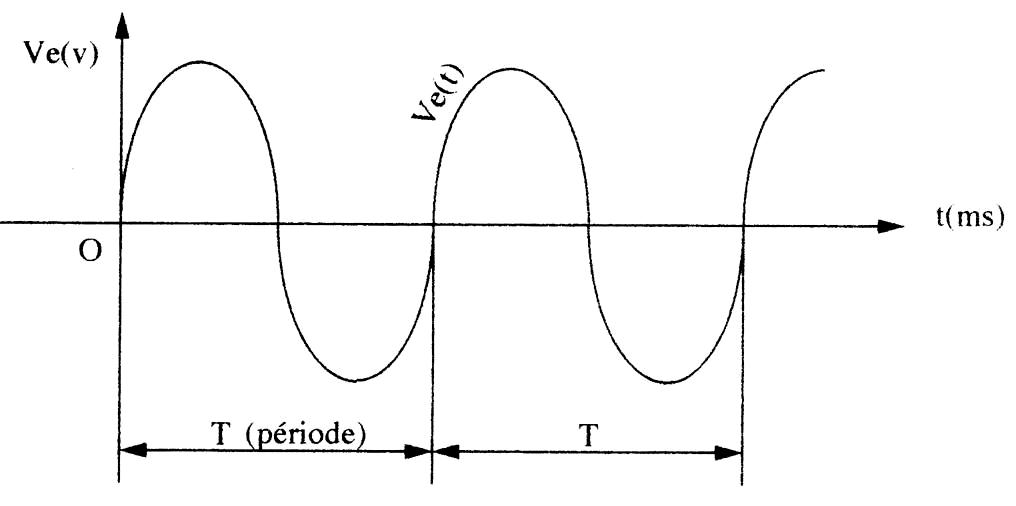 Ve(v)
Ve(t)
t(ms)
O
T (période)
T